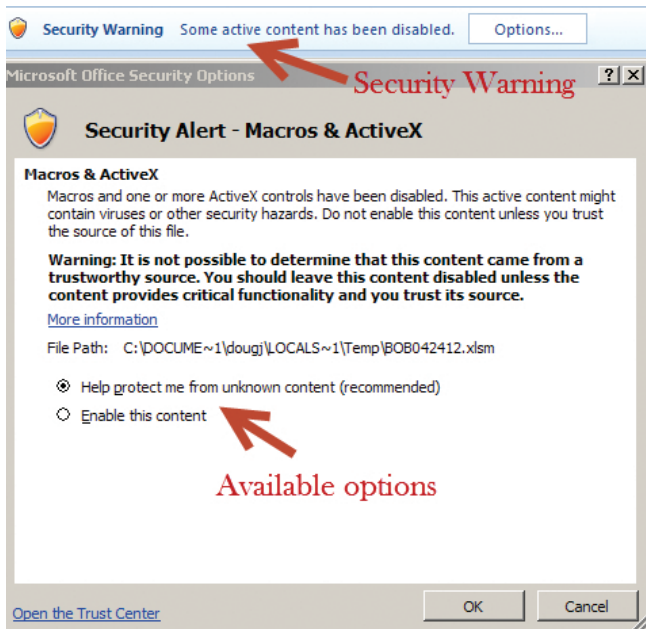 Security Warning Some active content has been disabled. Options...
Microsoft Office Security Options
Security Warning
Security Alert - Macros & ActiveX
Macros & ActiveX
Macros and one or more ActiveX controls have been disabled. This active content might
contain viruses or other security hazards. Do not enable this content unless you trust
the source of this file.
Warning: It is not possible to determine that this content came from a
trustworthy source. You should leave this content disabled unless the
content provides critical functionality and you trust its source.
More information
File Path: C:\DOCUME~1\dougj\LOCALS~1\Temp\BOB042412.xlsm
Help protect me from unknown content (recommended)
Enable this content
Available options
Open the Trust Center OK Cancel